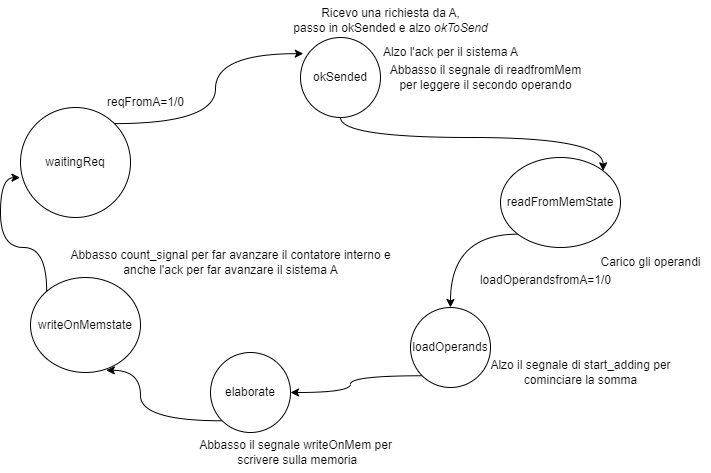 Ricevo una richiesta da A,
passo in okSended e alzo okToSend
Alzo l'ack per il sistema A
okSended
Abbasso il segnale di readfromMem
per leggere il secondo operando
reqFromA=1/0
waitingReq
readFromMemState
Abbasso count_signal per far avanzare il contatore interno e
anche l'ack per far avanzare il sistema A
Carico gli operandi
loadOperandsfromA=1/0
writeOnMemstate
loadOperands
Alzo il segnale di start_adding per
cominciare la somma
elaborate
Abbasso il segnale writeOnMem per
scrivere sulla memoria